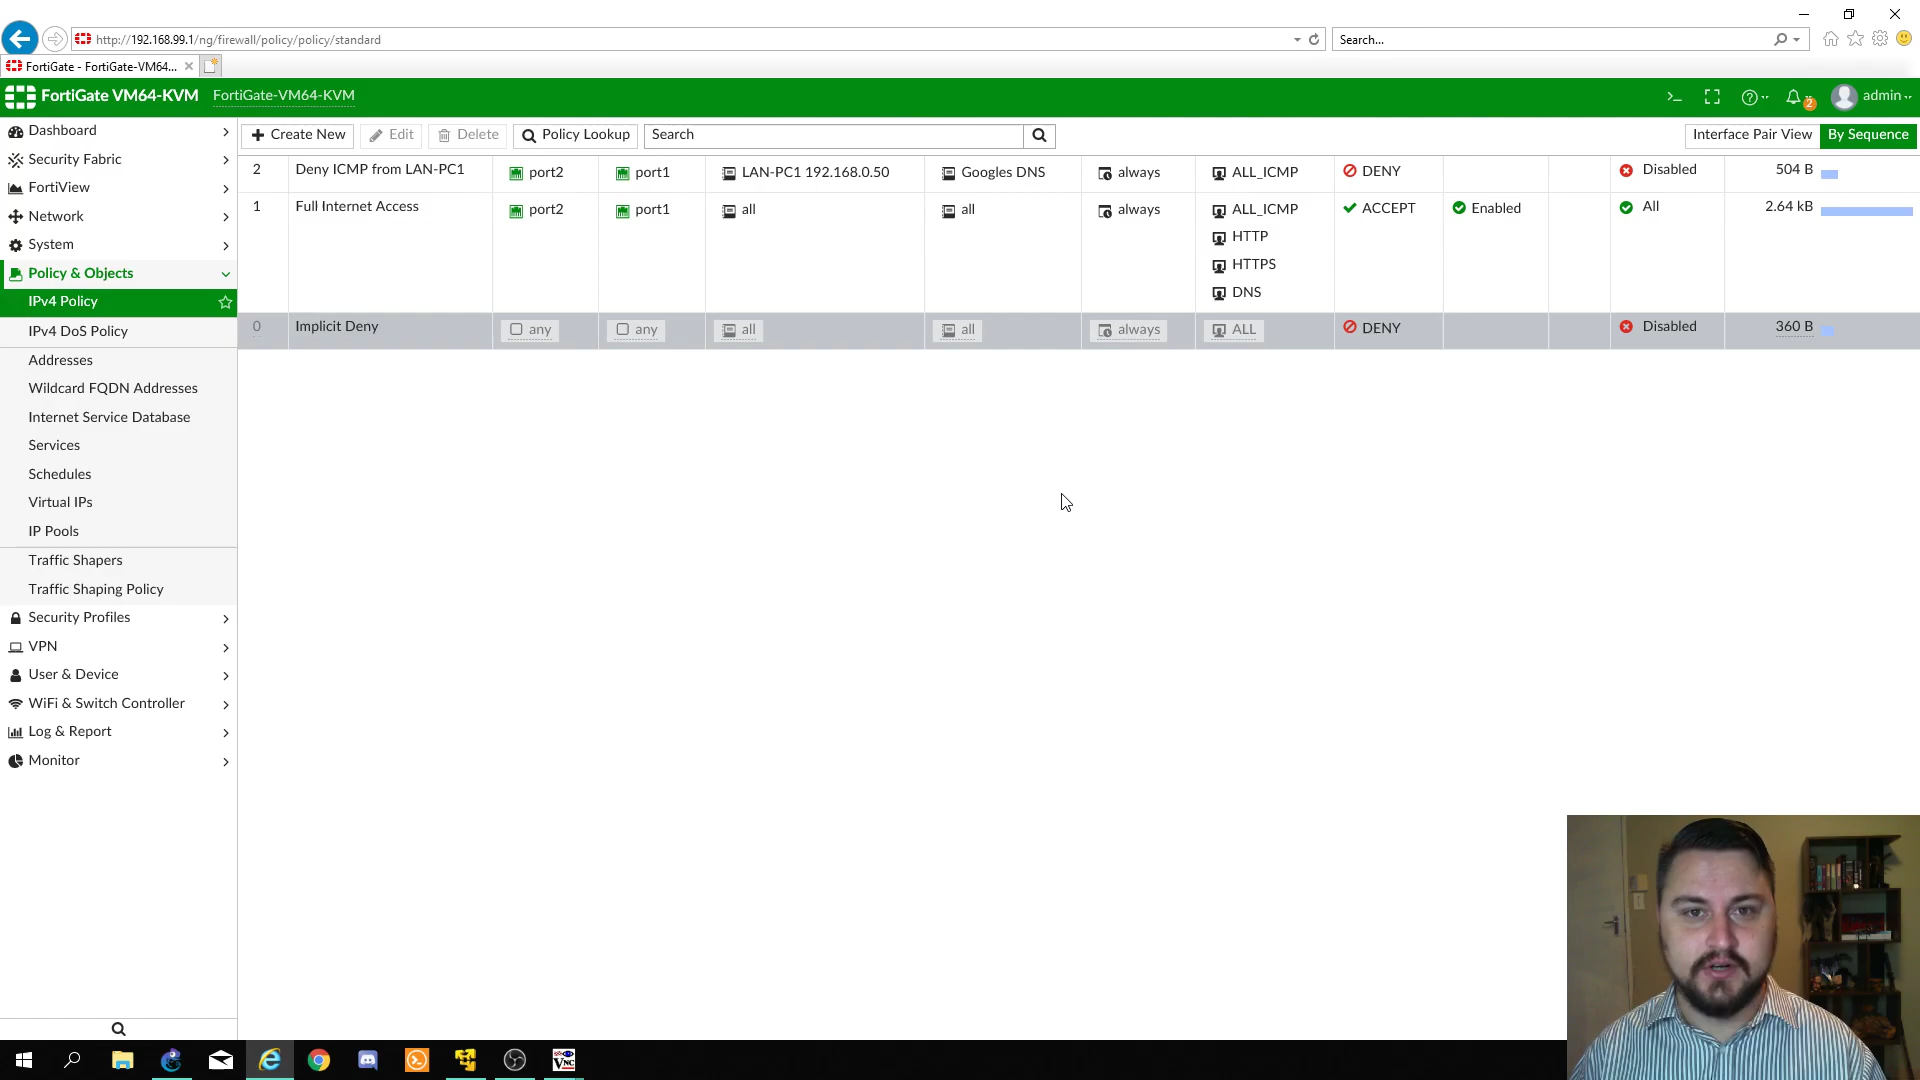 http://192.168.99.1/ng/firewall/policy/policy/standard
Search...
FortiGate - FortiGate-VM64...
FortiGate VM64-KVM FortiGate-VM64-KVM
2
admin
Dashboard
Security Fabric
FortiView
Network
System
Policy & Objects
IPv4 Policy
IPv4 DoS Policy
Addresses
Wildcard FQDN Addresses
Internet Service Database
Services
Schedules
Virtual IPs
IP Pools
Traffic Shapers
Traffic Shaping Policy
Security Profiles
VPN
User & Device
WiFi & Switch Controller
Log & Report
Monitor
Create New Edit Delete Policy Lookup Search Interface Pair View By Sequence
2 Deny ICMP from LAN-PC1 port2 port1 LAN-PC1 192.168.0.50 Googles DNS always ALL_ICMP DENY Disabled 504 B
1 Full Internet Access port2 port1 all all always ALL_ICMP ACCEPT Enabled All 2.64 kB
HTTP
HTTPS
DNS
0 Implicit Deny any any all all always ALL DENY Disabled 360 B
VNC